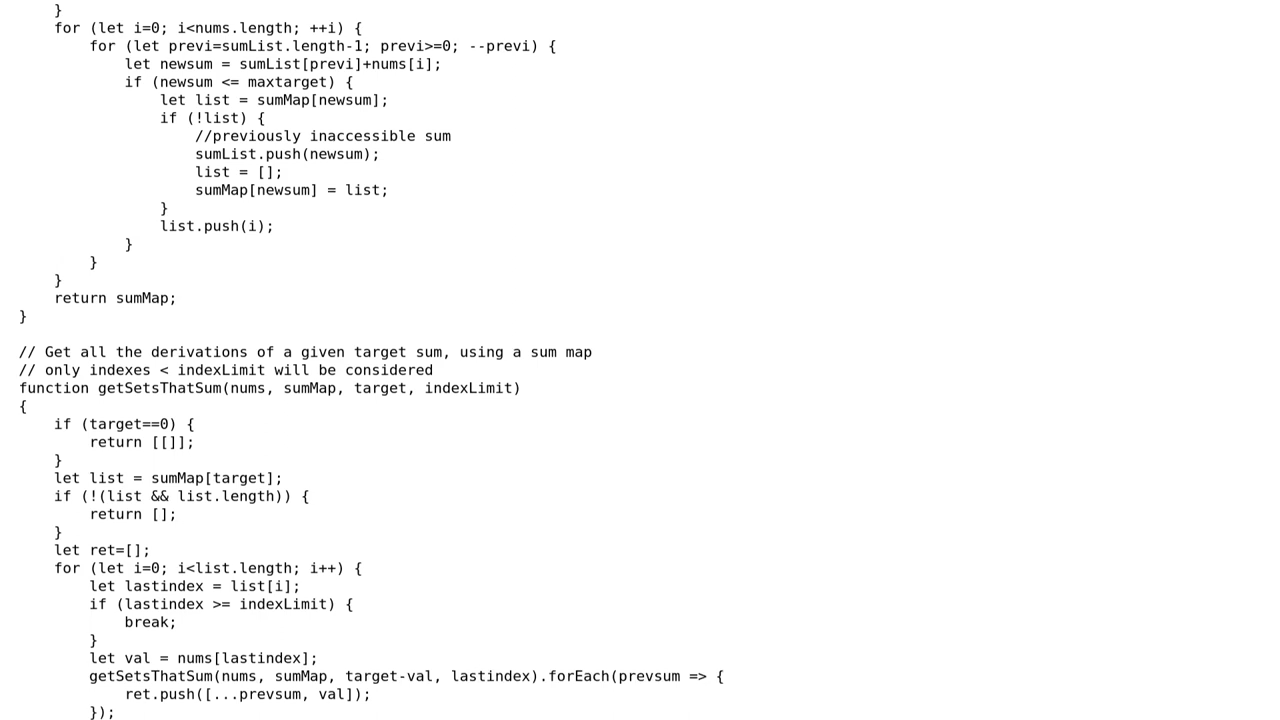 }
    for (let i=0; i<nums.length; ++i) {
        for (let previ=sumList.length-1; previ>=0; --previ) {
            let newsum = sumList[previ]+nums[i];
            if (newsum <= maxtarget) {
                let list = sumMap[newsum];
                if (!list) {
                    //previously inaccessible sum
                    sumList.push(newsum);
                    list = [];
                    sumMap[newsum] = list;
                }
                list.push(i);
            }
        }
    }
    return sumMap;
}

// Get all the derivations of a given target sum, using a sum map
// only indexes < indexLimit will be considered
function getSetsThatSum(nums, sumMap, target, indexLimit)
{
    if (target==0) {
        return [[]];
    }
    let list = sumMap[target];
    if (!(list && list.length)) {
        return [];
    }
    let ret=[];
    for (let i=0; i<list.length; i++) {
        let lastindex = list[i];
        if (lastindex >= indexLimit) {
            break;
        }
        let val = nums[lastindex];
        getSetsThatSum(nums, sumMap, target-val, lastindex).forEach(prevsum => {
            ret.push([...prevsum, val]);
        });